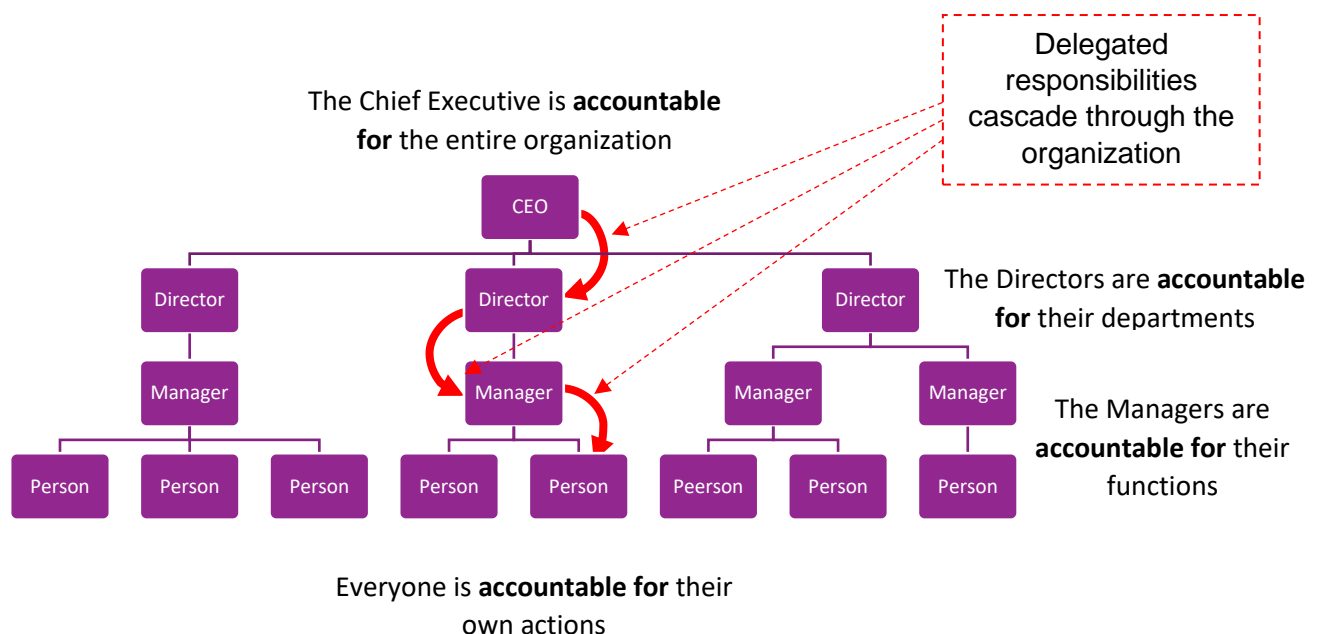 Delegated
responsibilities
cascade through the
organization
The Chief Executive is accountable
for the entire organization
CEO
Director
Director
Director
The Directors are accountable
for their departments
Manager
Manager
Manager
Manager
The Managers are
accountable for their
functions
Person
Person
Person
Person
Person
Peerson
Person
Person
Everyone is accountable for their
own actions